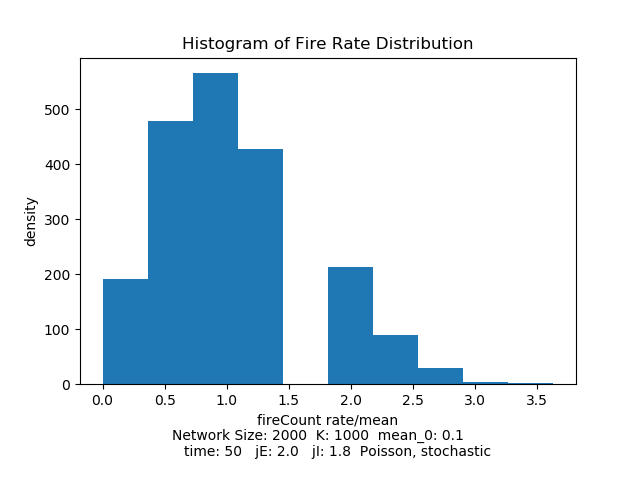 Histogram of Fire Rate Distribution
density
500
400
300
200
100
0
0.0 0.5 1.0 1.5 2.0 2.5 3.0 3.5
fireCount rate/mean
Network Size: 2000 K: 1000 mean_0: 0.1
time: 50 jE: 2.0 jI: 1.8 Poisson, stochastic